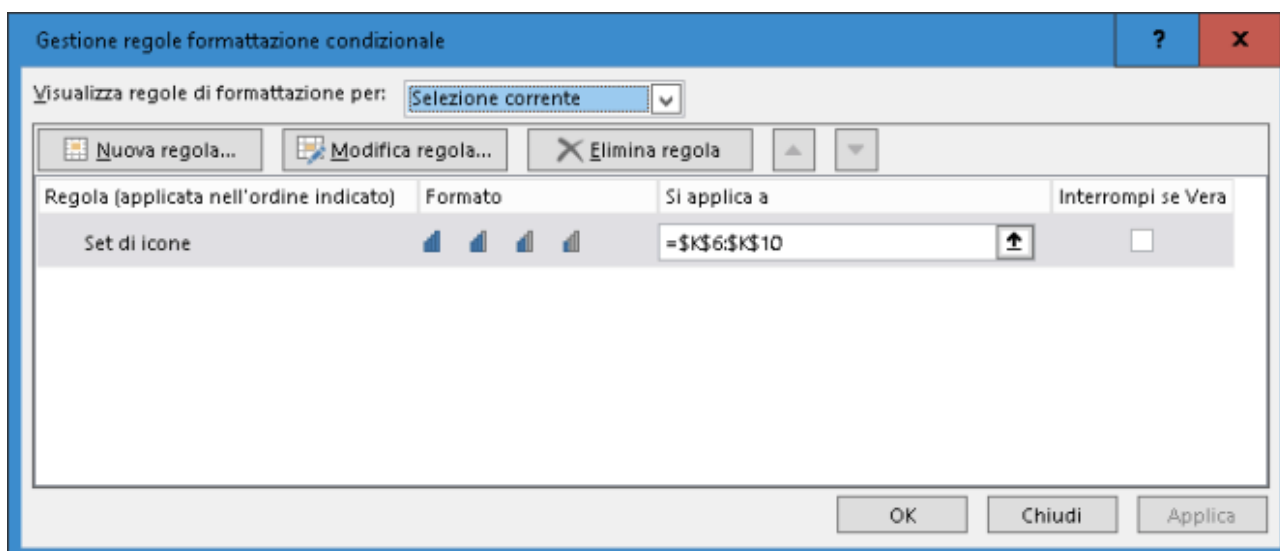 Gestione regole formattazione condizionale ? x
Visualizza regole di formattazione per: Selezione corrente
Nuova regola... Modifica regola... Elimina regola
Regola (applicata nell'ordine indicato) Formato Si applica a Interrompi se Vera
Set di icone =$K$6:$K$10
OK Chiudi Applica